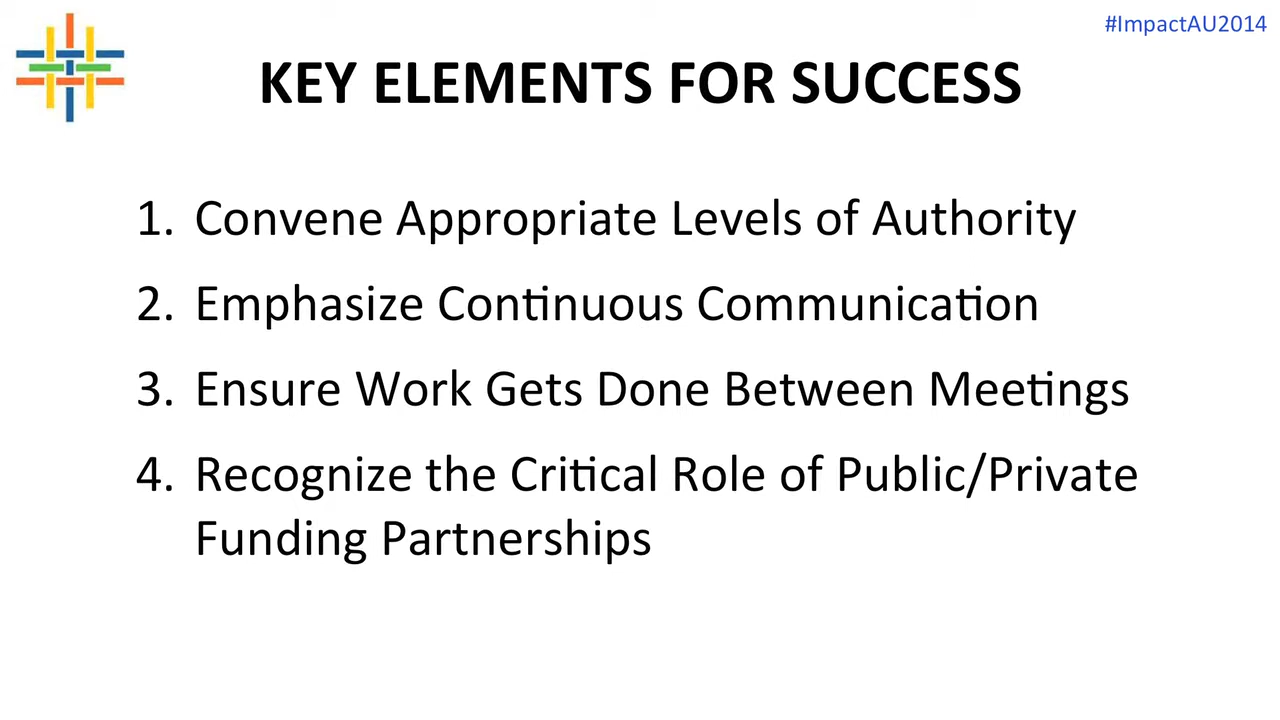 #ImpactAU2014
KEY ELEMENTS FOR SUCCESS
1. Convene Appropriate Levels of Authority
2. Emphasize Continuous Communication
3. Ensure Work Gets Done Between Meetings
4. Recognize the Critical Role of Public/Private
Funding Partnerships